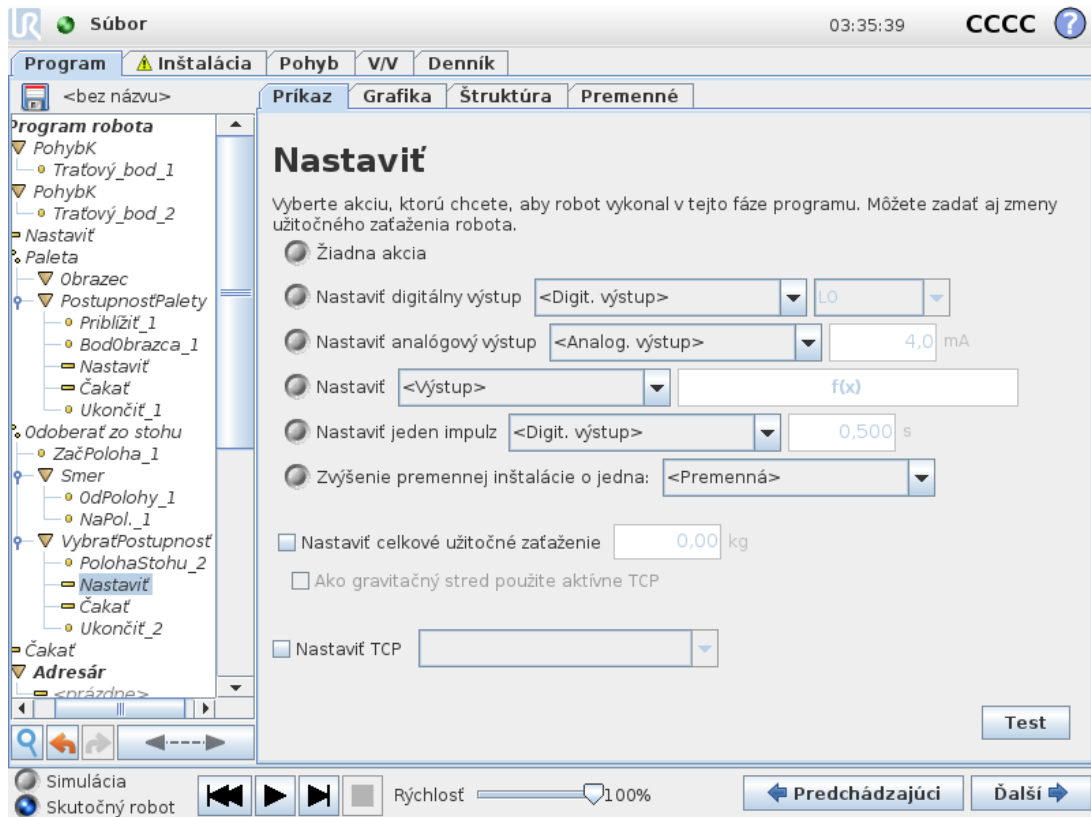 UR Súbor 03:35:39 CCCC ?
Program Inštalácia Pohyb V/V Denník
<bez názvu>
Príkaz Grafika Štruktúra Premenné
Program robota
PohybK
Traťový_bod_1
PohybK
Traťový_bod_2
Nastaviť
Paleta
Obrazec
PostupnosťPalety
Priblížiť_1
BodObrazca_1
Nastaviť
Čakať
Ukončiť_1
Odoberať zo stohu
ZačPoloha_1
Smer
OdPolohy_1
NaPol._1
VybraťPostupnosť
PolohaStohu_2
Nastaviť
Čakať
Ukončiť_2
Čakať
Adresár
<prázdne>
Nastaviť
Vyberte akciu, ktorú chcete, aby robot vykonal v tejto fáze programu. Môžete zadať aj zmeny
užitočného zaťaženia robota.
Žiadna akcia
Nastaviť digitálny výstup <Digit. výstup> LO
Nastaviť analógový výstup <Analog. výstup> 4,0 mA
Nastaviť <Výstup> f(x)
Nastaviť jeden impulz <Digit. výstup> 0,500 s
Zvýšenie premennej inštalácie o jedna: <Premenná>
Nastaviť celkové užitočné zaťaženie 0,00 kg
Ako gravitačný stred použite aktívne TCP
Nastaviť TCP
Test
Simulácia
Skutočný robot
Rýchlosť 100%
Predchádzajúci Ďalší